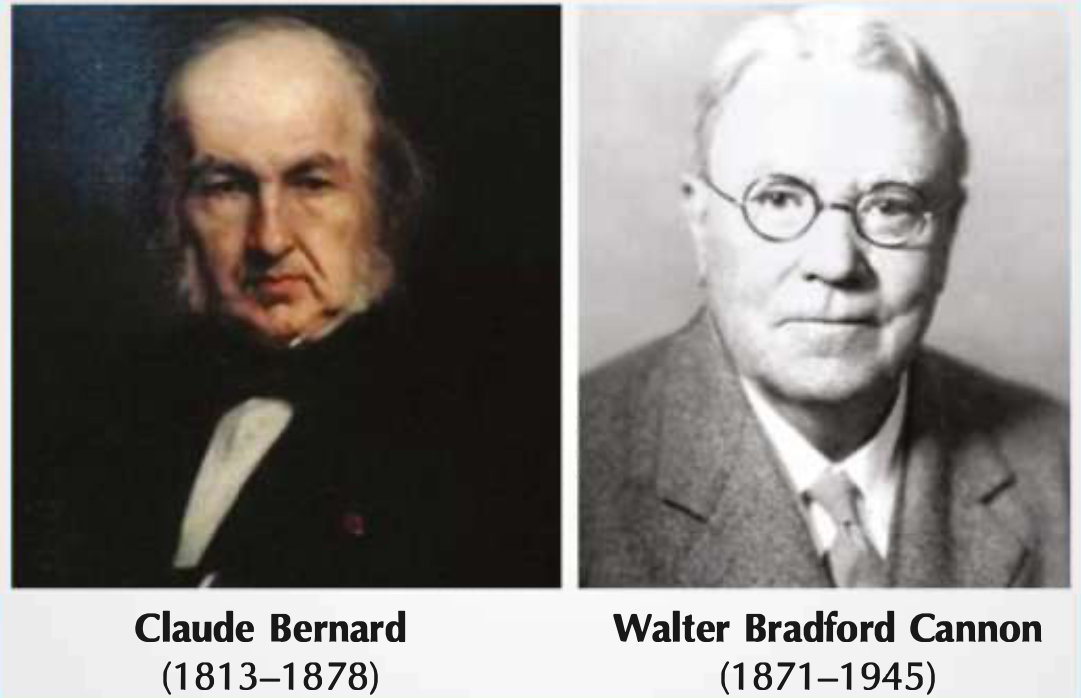 Claude Bernard
(1813–1878)
Walter Bradford Cannon
(1871–1945)